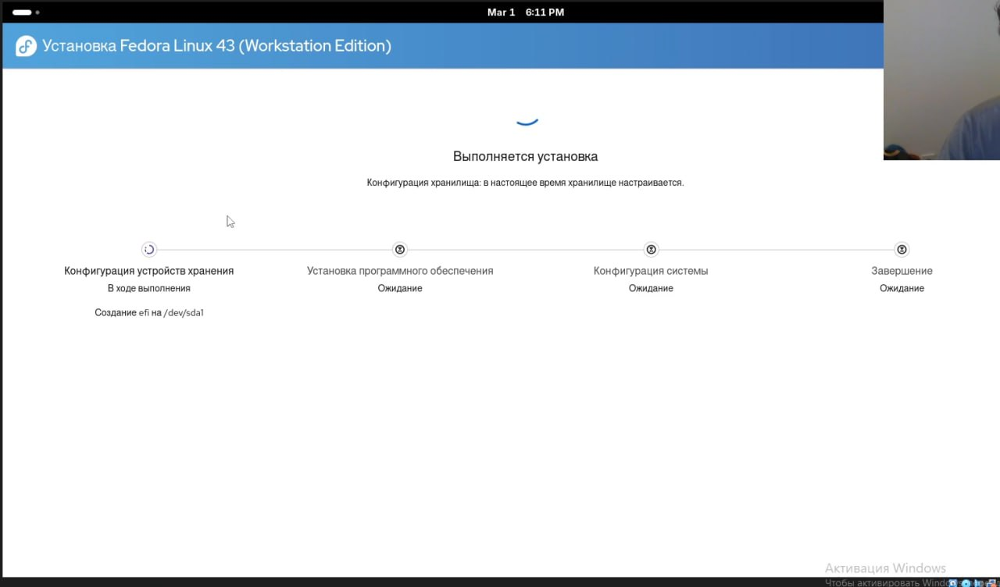 Mar 1 6:11 PM
Установка Fedora Linux 43 (Workstation Edition)
Выполняется установка
Конфигурация хранилища: в настоящее время хранилище настраивается.
Конфигурация устройств хранения
В ходе выполнения
Создание efi на /dev/sda1
Установка программного обеспечения
Ожидание
Конфигурация системы
Ожидание
Завершение
Ожидание
Активация Windows
Чтобы активировать